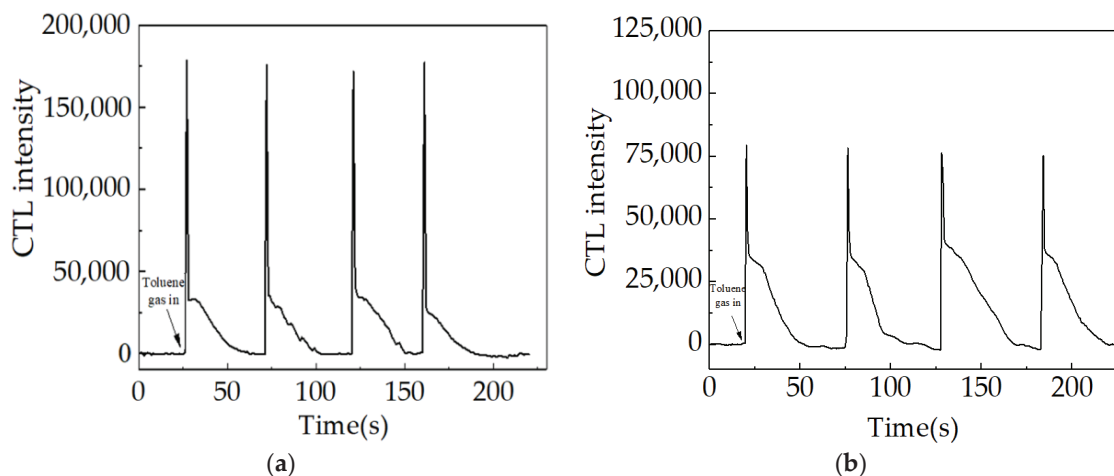 200,000
150,000
100,000
50,000
0
CTL intensity
Toluene
gas in
0
50
100
150
200
Time(s)
(a)
125,000
100,000
75,000
50,000
25,000
0
CTL intensity
Toluene
gas in
0
50
100
150
200
Time(s)
(b)